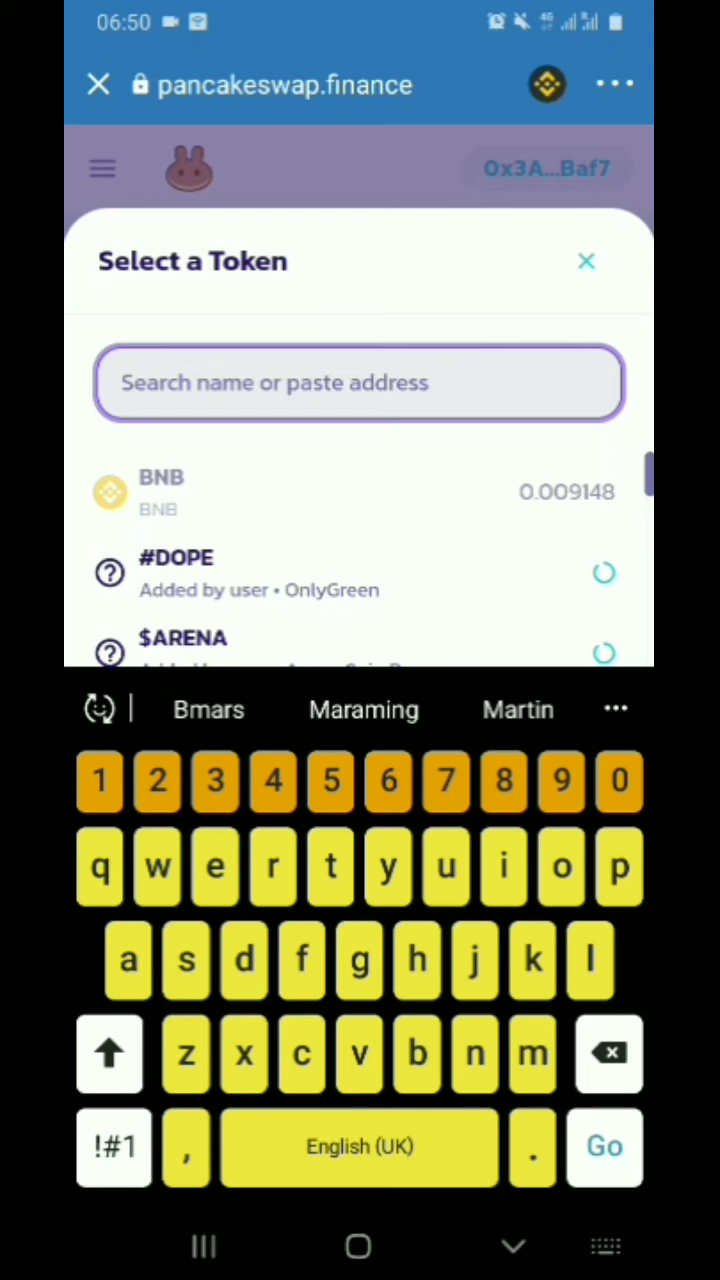 06:50
pancakeswap.finance
0x3A...Baf7
Select a Token
Search name or paste address
BNB
BNB
0.009148
#DOPE
Added by user • OnlyGreen
$ARENA
Bmars Maraming Martin
1 2 3 4 5 6 7 8 9 0
q w e r t y u i o p
a s d f g h j k l
z x c v b n m
!#1 , English (UK) . Go